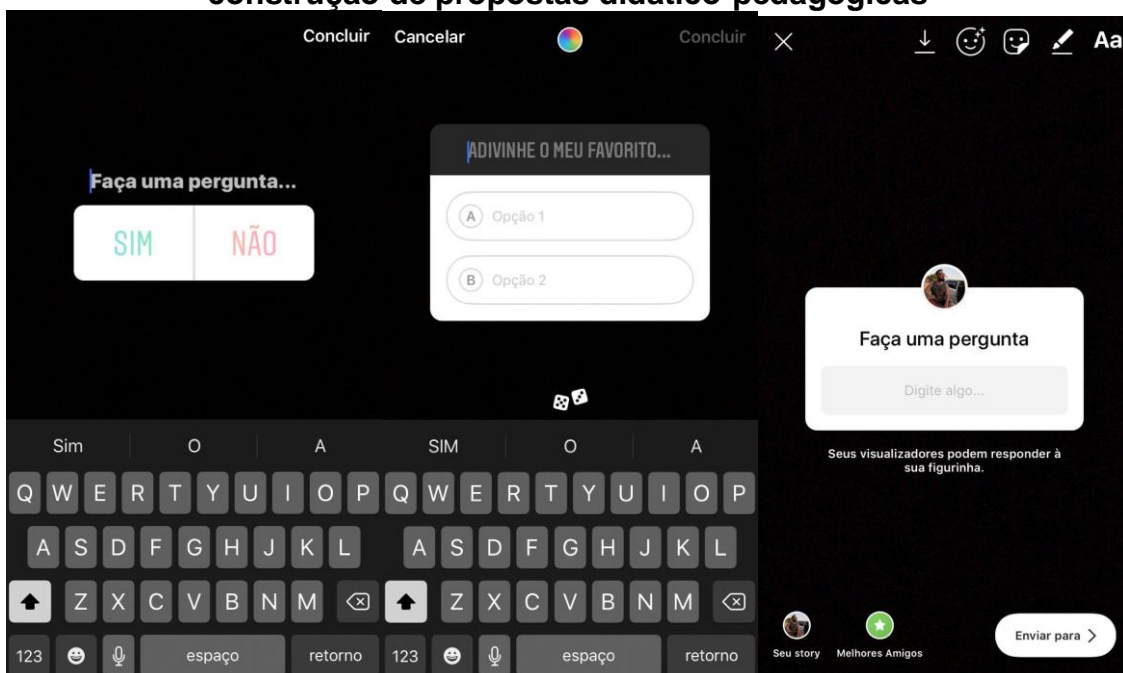 construção de propostas didático-pedagógicas
Concluir
Faça uma pergunta...
SIM NÃO
Sim O A
Q W E R T Y U I O P
A S D F G H J K L
Z X C V B N M
123 espaço retorno
Cancelar Concluir
ADIVINHE O MEU FAVORITO...
A Opção 1
B Opção 2
SIM O A
Q W E R T Y U I O P
A S D F G H J K L
Z X C V B N M
123 espaço retorno
Aa
Faça uma pergunta
Digite algo...
Seus visualizadores podem responder à
sua figurinha.
Seu story Melhores Amigos Enviar para